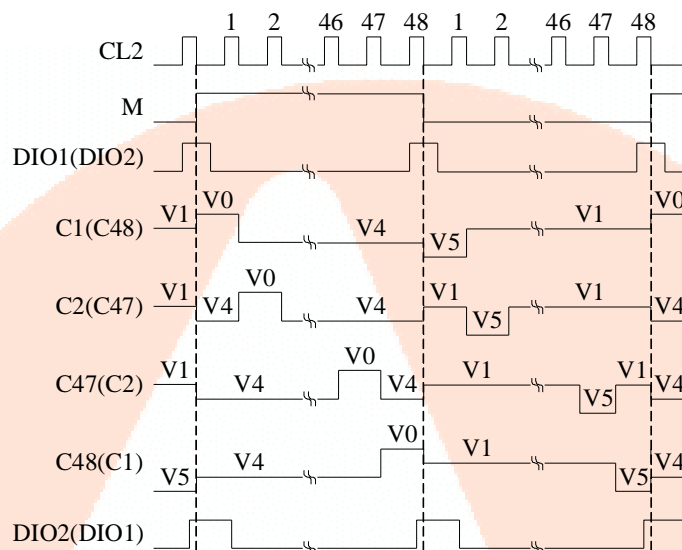 1 2 46 47 48 1 2 46 47 48
CL2
M
DIO1(DIO2)
V0 V0
C1(C48) V1 V4 V5 V1
V0
C2(C47) V1 V4 V4 V1 V5 V1 V4
V0
C47(C2) V1 V4 V4 V1 V5 V1 V4
V0
C48(C1) V5 V4 V1 V5 V4
DIO2(DIO1)